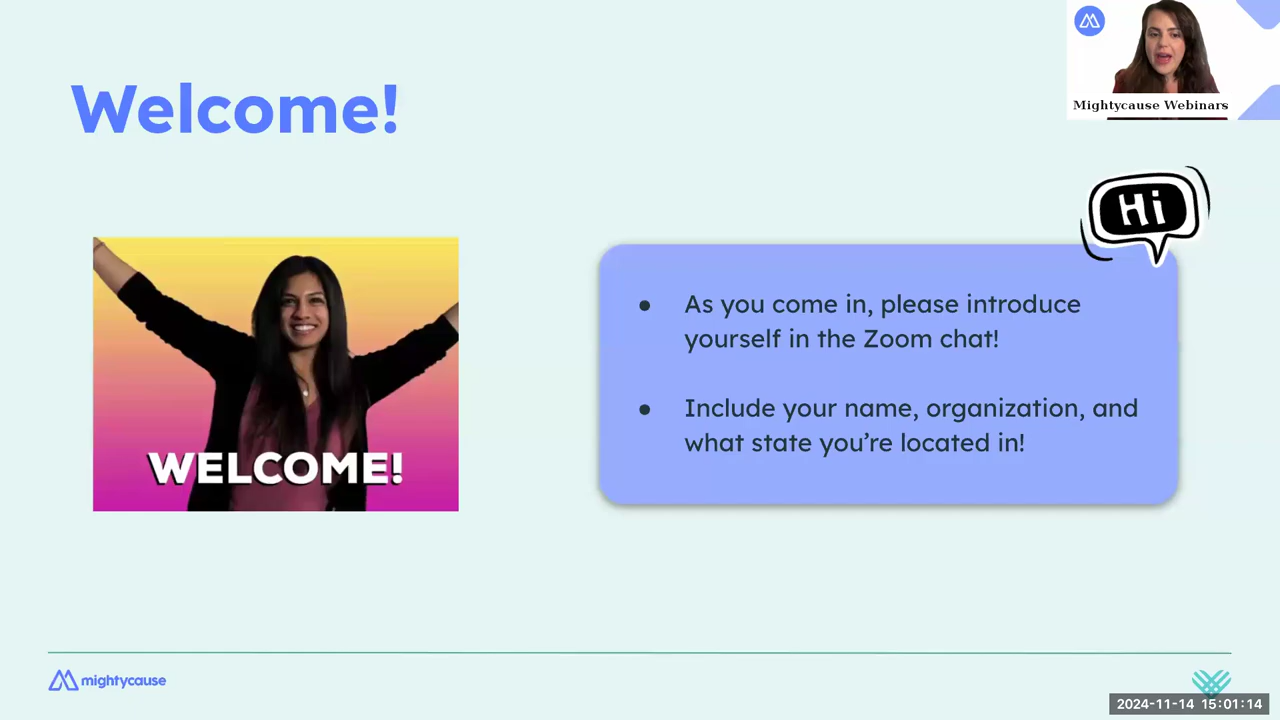 Welcome!
Mightycause Webinars
Hi
WELCOME!
● As you come in, please introduce
yourself in the Zoom chat!
● Include your name, organization, and
what state you’re located in!
mightycause
2024-11-14 15:01:14